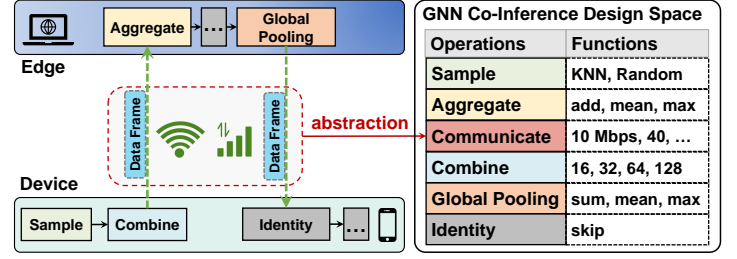 Aggregate
...
Global
Pooling
Edge
Data Frame
Data Frame
abstraction
Device
Sample
Combine
Identity
...
GNN Co-Inference Design Space
Operations Functions
Sample KNN, Random
Aggregate add, mean, max
Communicate 10 Mbps, 40, ...
Combine 16, 32, 64, 128
Global Pooling sum, mean, max
Identity skip